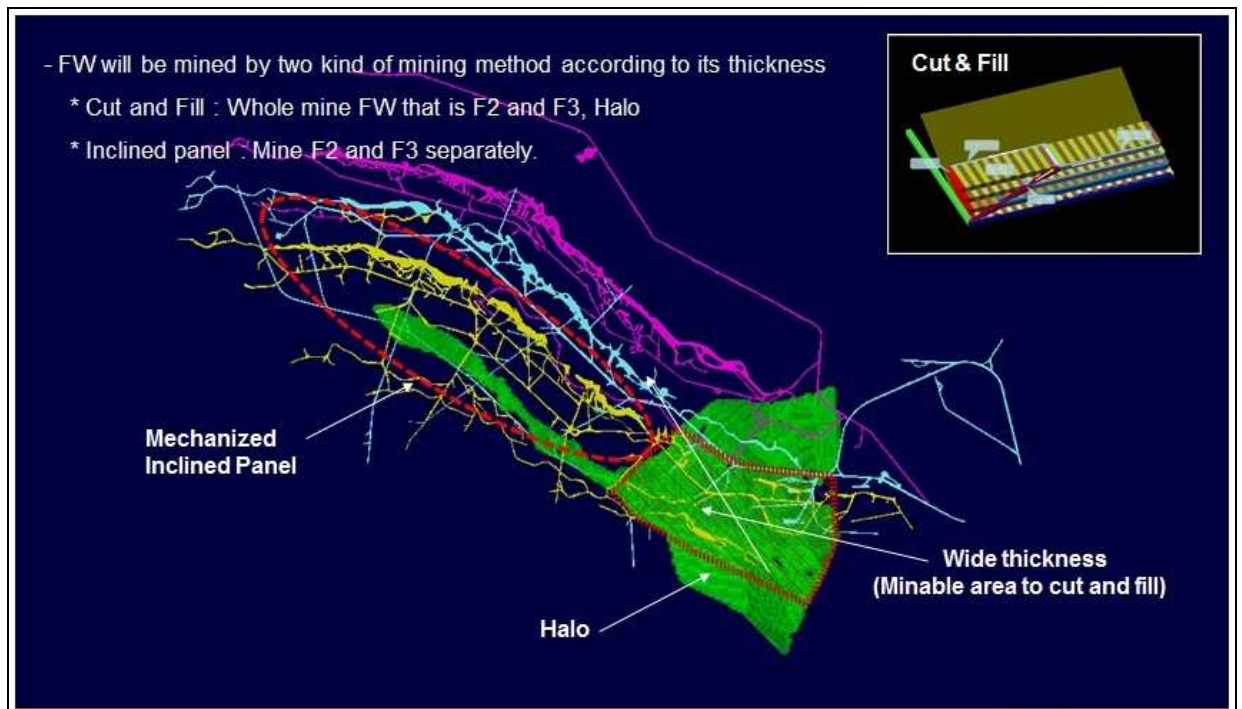 - FW will be mined by two kind of mining method according to its thickness
* Cut and Fill : Whole mine FW that is F2 and F3, Halo
* Inclined panel : Mine F2 and F3 separately.
Cut & Fill
Mechanized
Inclined Panel
Wide thickness
(Minable area to cut and fill)
Halo